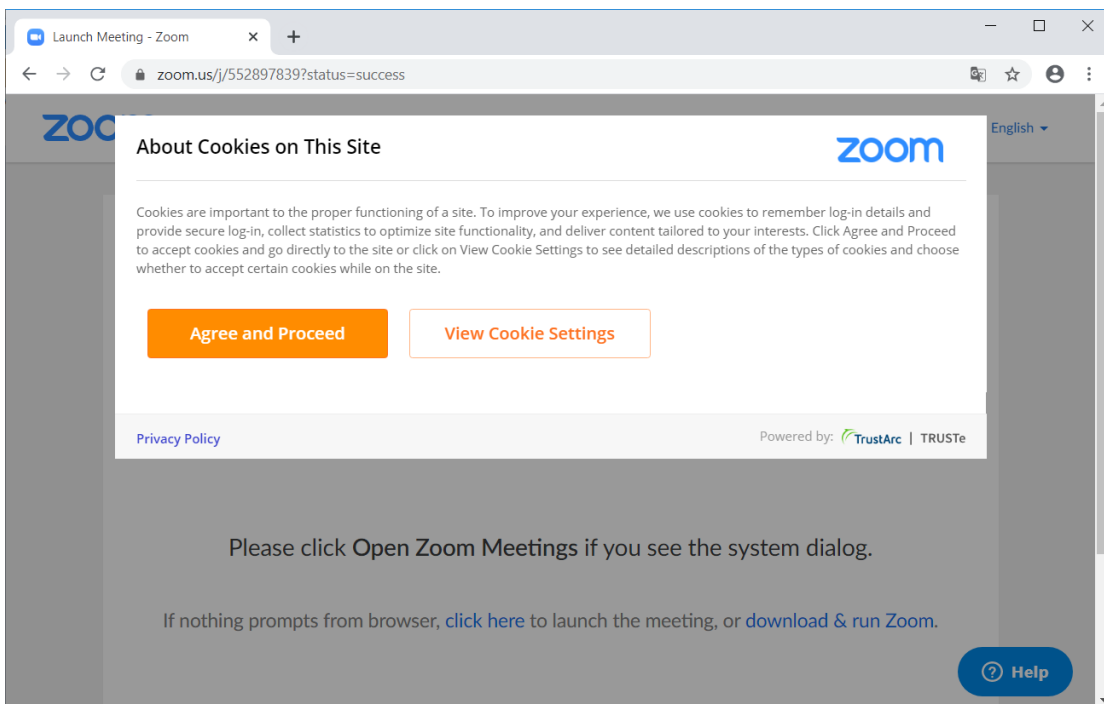 Launch Meeting - Zoom
zoom.us/j/552897839?status=success
English
About Cookies on This Site
zoom
Cookies are important to the proper functioning of a site. To improve your experience, we use cookies to remember log-in details and
provide secure log-in, collect statistics to optimize site functionality, and deliver content tailored to your interests. Click Agree and Proceed
to accept cookies and go directly to the site or click on View Cookie Settings to see detailed descriptions of the types of cookies and choose
whether to accept certain cookies while on the site.
Agree and Proceed
View Cookie Settings
Privacy Policy
Powered by: TrustArc | TRUSTe
Please click Open Zoom Meetings if you see the system dialog.
If nothing prompts from browser, click here to launch the meeting, or download & run Zoom.
Help